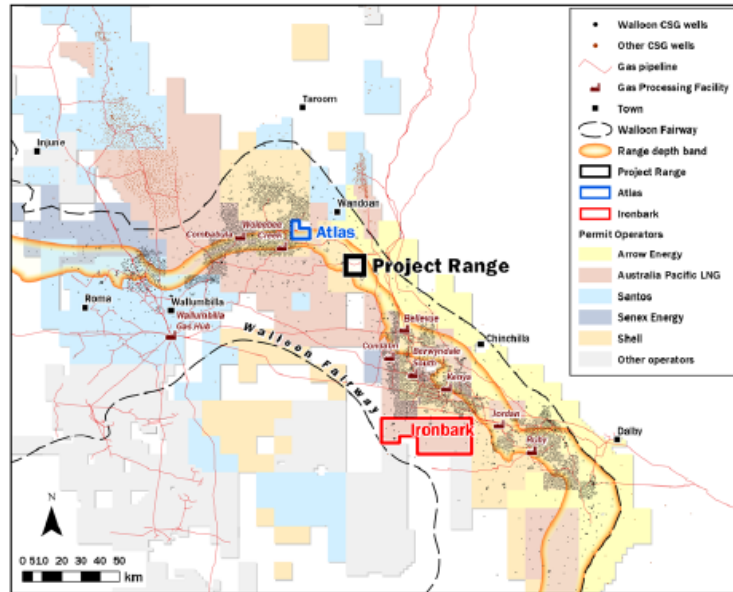 Walloon CSG wells
Other CSG wells
Gas pipeline
Gas Processing Facility
Town
Walloon Fairway
Range depth band
Project Range
Atlas
Ironbark
Permit Operators
Arrow Energy
Australia Pacific LNG
Santos
Senex Energy
Shell
Other operators
Taroom
Injune
Wandoan
Woleebee
Creek
Combabula
Atlas
Project Range
Roma
Wallumbilla
Wallumbilla
Gas Hub
Walloon Fairway
Bellevue
Chinchilla
Condabri
Berwyndale
South
Kenya
Ironbark
Jordan
Ruby
Dalby
N
0 510 20 30 40 50
km